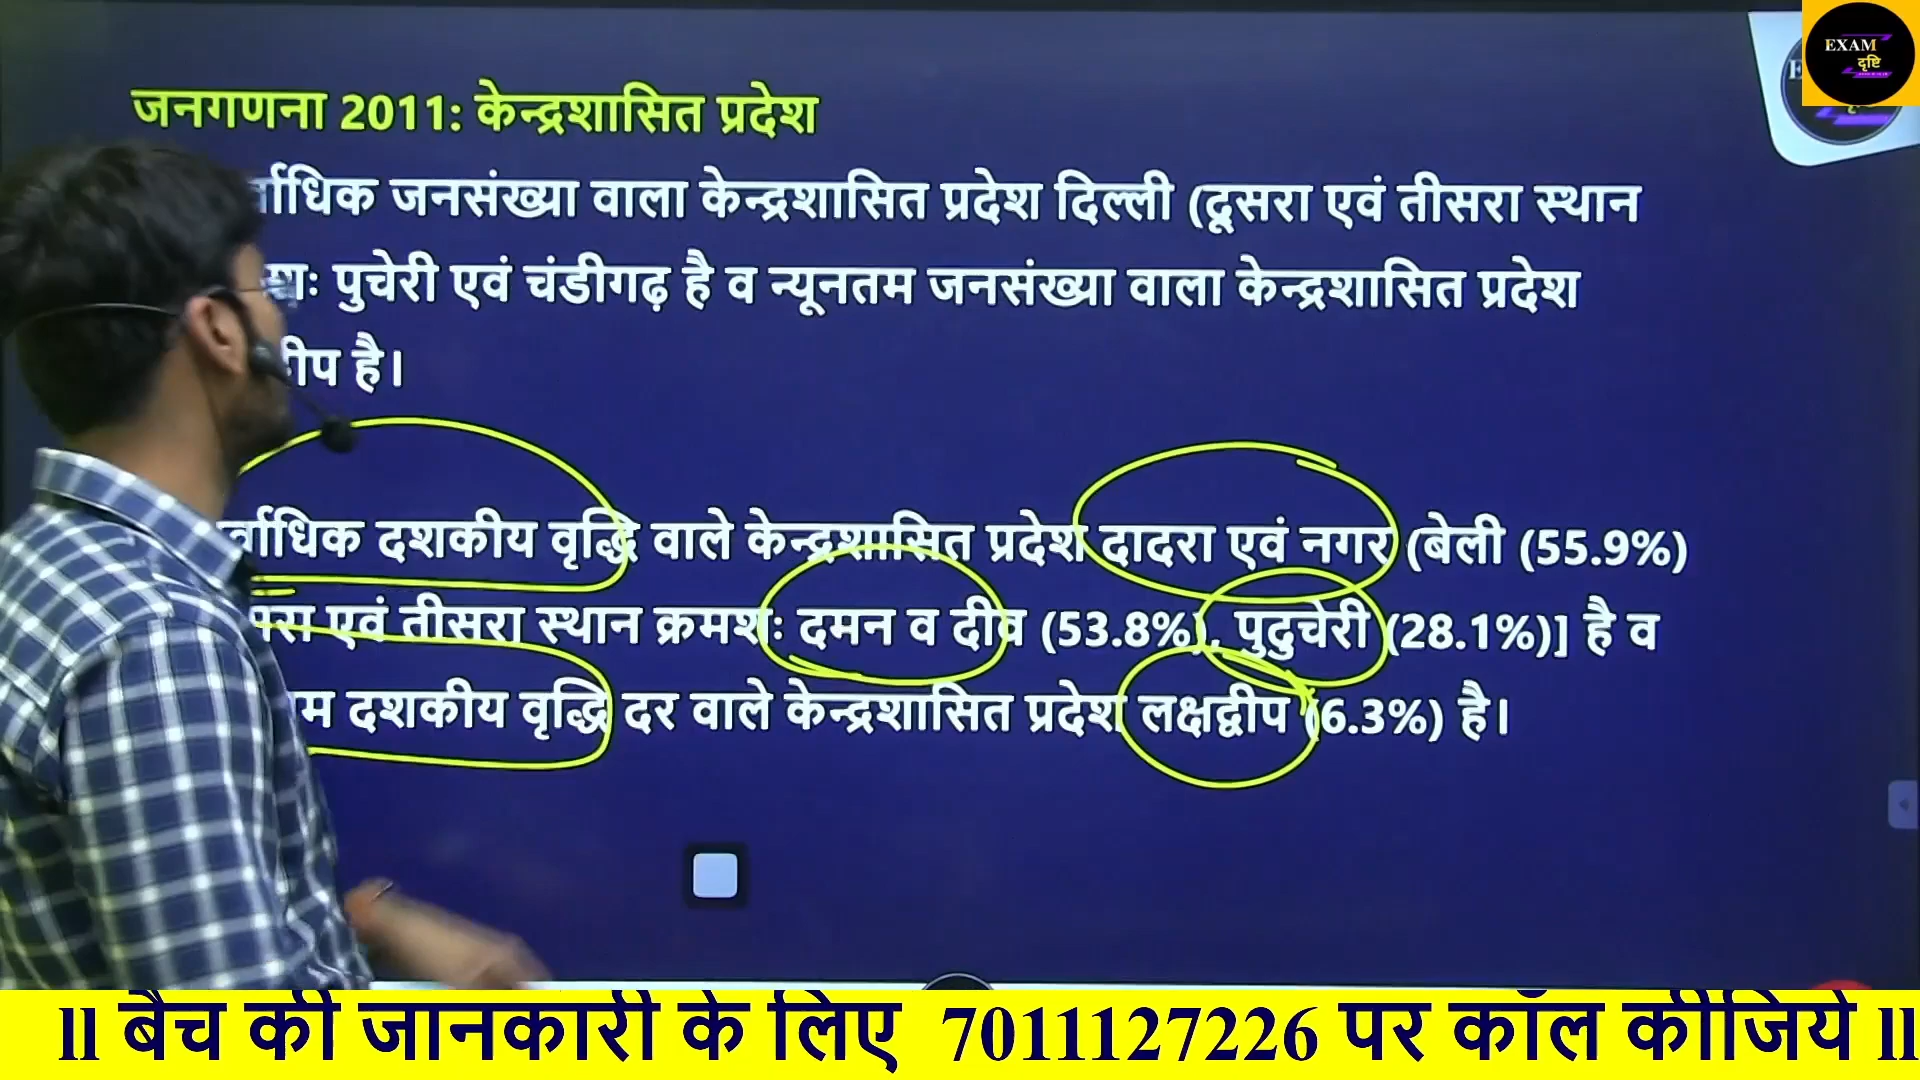 EXAM
दृष्टि
जनगणना 2011: केन्द्रशासित प्रदेश
जनसंख्या वाला केन्द्रशासित प्रदेश दिल्ली (दूसरा एवं तीसरा स्थान
पुचेरी एवं चंडीगढ़ है व न्यूनतम जनसंख्या वाला केन्द्रशासित प्रदेश
है।
दशकीय वृद्धि वाले केन्द्रशासित प्रदेश दादरा एवं नगर (बेली (55.9%)
एवं तीसरा स्थान क्रमशः दमन व दीव (53.8%), पुदुचेरी (28.1%)] है व
दशकीय वृद्धि दर वाले केन्द्रशासित प्रदेश लक्षद्वीप (6.3%) है।
ll बैच की जानकारी के लिए 7011127226 पर कॉल कीजिये ll